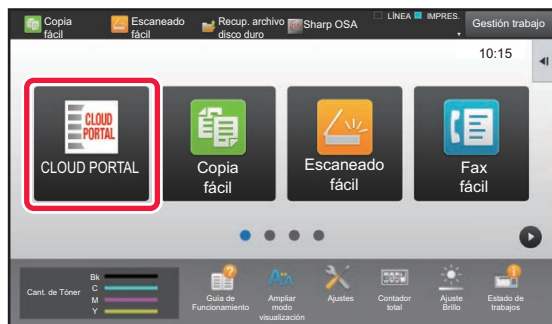 Copia
fácil
Escaneado
fácil
Recup. archivo
disco duro
Sharp OSA
LÍNEA
IMPRES.
Gestión trabajo
10:15
CLOUD
PORTAL
CLOUD PORTAL
Copia
fácil
Escaneado
fácil
Fax
fácil
Cant. de Tóner
Bk
C
M
Y
Guía de
Funcionamiento
Ampliar
modo
visualización
Ajustes
Contador
total
Ajuste
Brillo
Estado de
trabajos